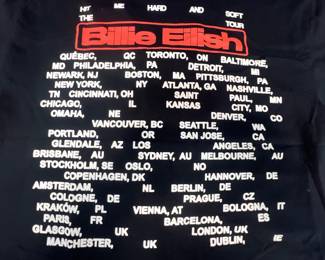 HIT ME HARD AND SOFT
THE TOUR
Billie Eilish
QUÉBEC, QC TORONTO, ON BALTIMORE,
MD PHILADELPHIA, PA DETROIT, MI
NEWARK, NJ BOSTON, MA PITTSBURGH, PA
NEW YORK, NY ATLANTA, GA NASHVILLE,
TN CINCINNATI, OH SAINT PAUL, MN
CHICAGO, IL KANSAS CITY, MO
OMAHA, NE DENVER, CO
VANCOUVER, BC SEATTLE, WA
PORTLAND, OR SAN JOSE, CA
GLENDALE, AZ LOS ANGELES, CA
BRISBANE, AU SYDNEY, AU MELBOURNE, AU
STOCKHOLM, SE OSLO, NO
COPENHAGEN, DK HANNOVER, DE
AMSTERDAM, NL BERLIN, DE
COLOGNE, DE PRAGUE, CZ
KRAKÓW, PL VIENNA, AT BOLOGNA, IT
PARIS, FR BARCELONA, ES
GLASGOW, UK LONDON, UK
MANCHESTER, UK DUBLIN, IE